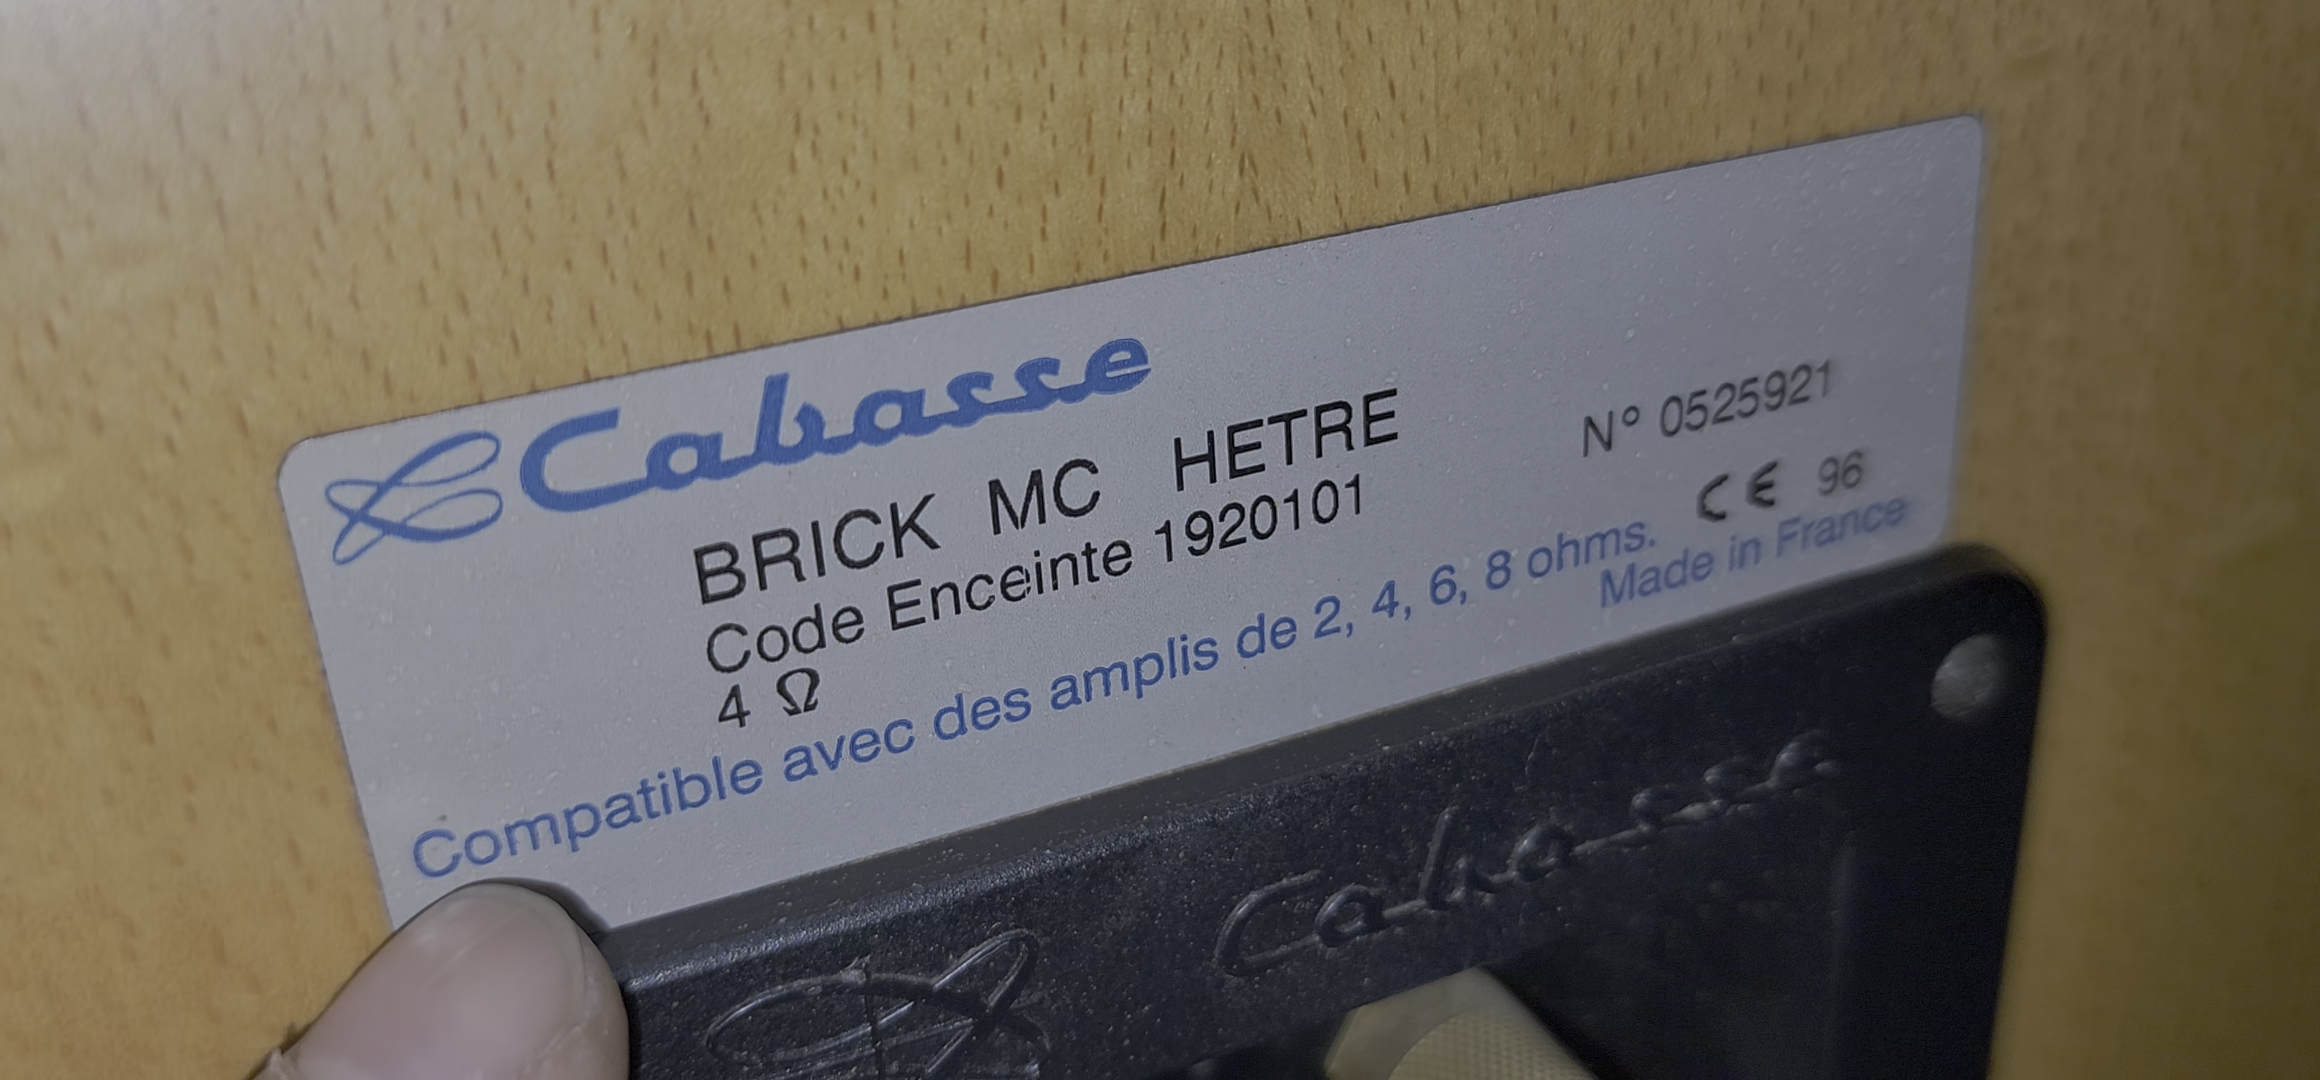 Cabasse
BRICK MC HETRE
N° 0525921
Code Enceinte 1920101
CE 96
4 Ω
Compatible avec des amplis de 2, 4, 6, 8 ohms.
Made in France
Cabasse